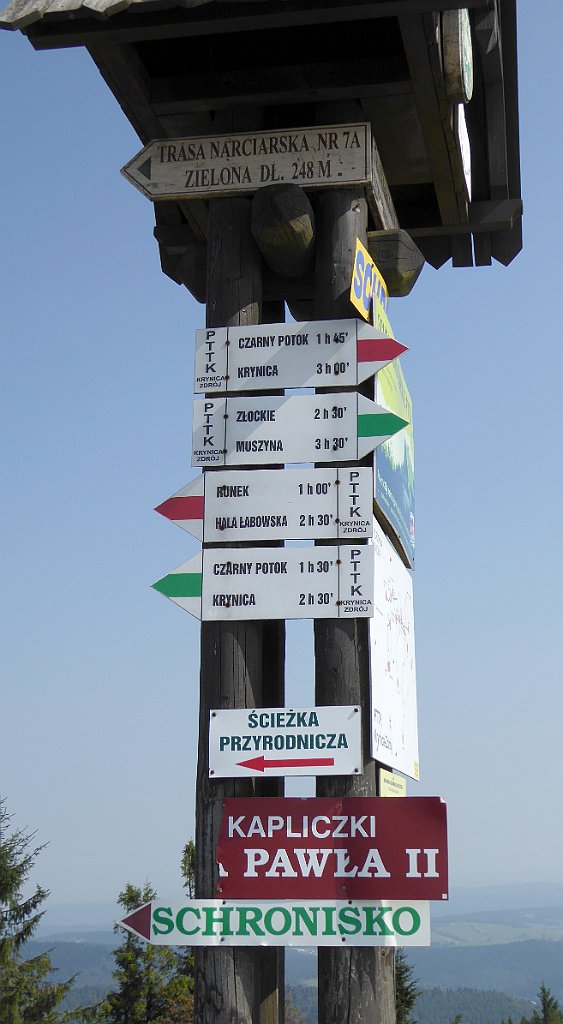 TRASA NARCIARSKA NR 7A
ZIELONA DŁ. 248 M
PTTK
KRYNICA
ZDRÓJ
CZARNY POTOK 1 h 45'
KRYNICA 3 h 00'
PTTK
KRYNICA
ZDRÓJ
ZŁOCKIE 2 h 30'
MUSZYNA 3 h 30'
RUNEK 1 h 00'
HALA ŁABOWSKA 2 h 30'
PTTK
KRYNICA
ZDRÓJ
CZARNY POTOK 1 h 30'
KRYNICA 2 h 30'
PTTK
KRYNICA
ZDRÓJ
ŚCIEŻKA
PRZYRODNICZA
KAPLICZKI
PAWŁA II
SCHRONISKO